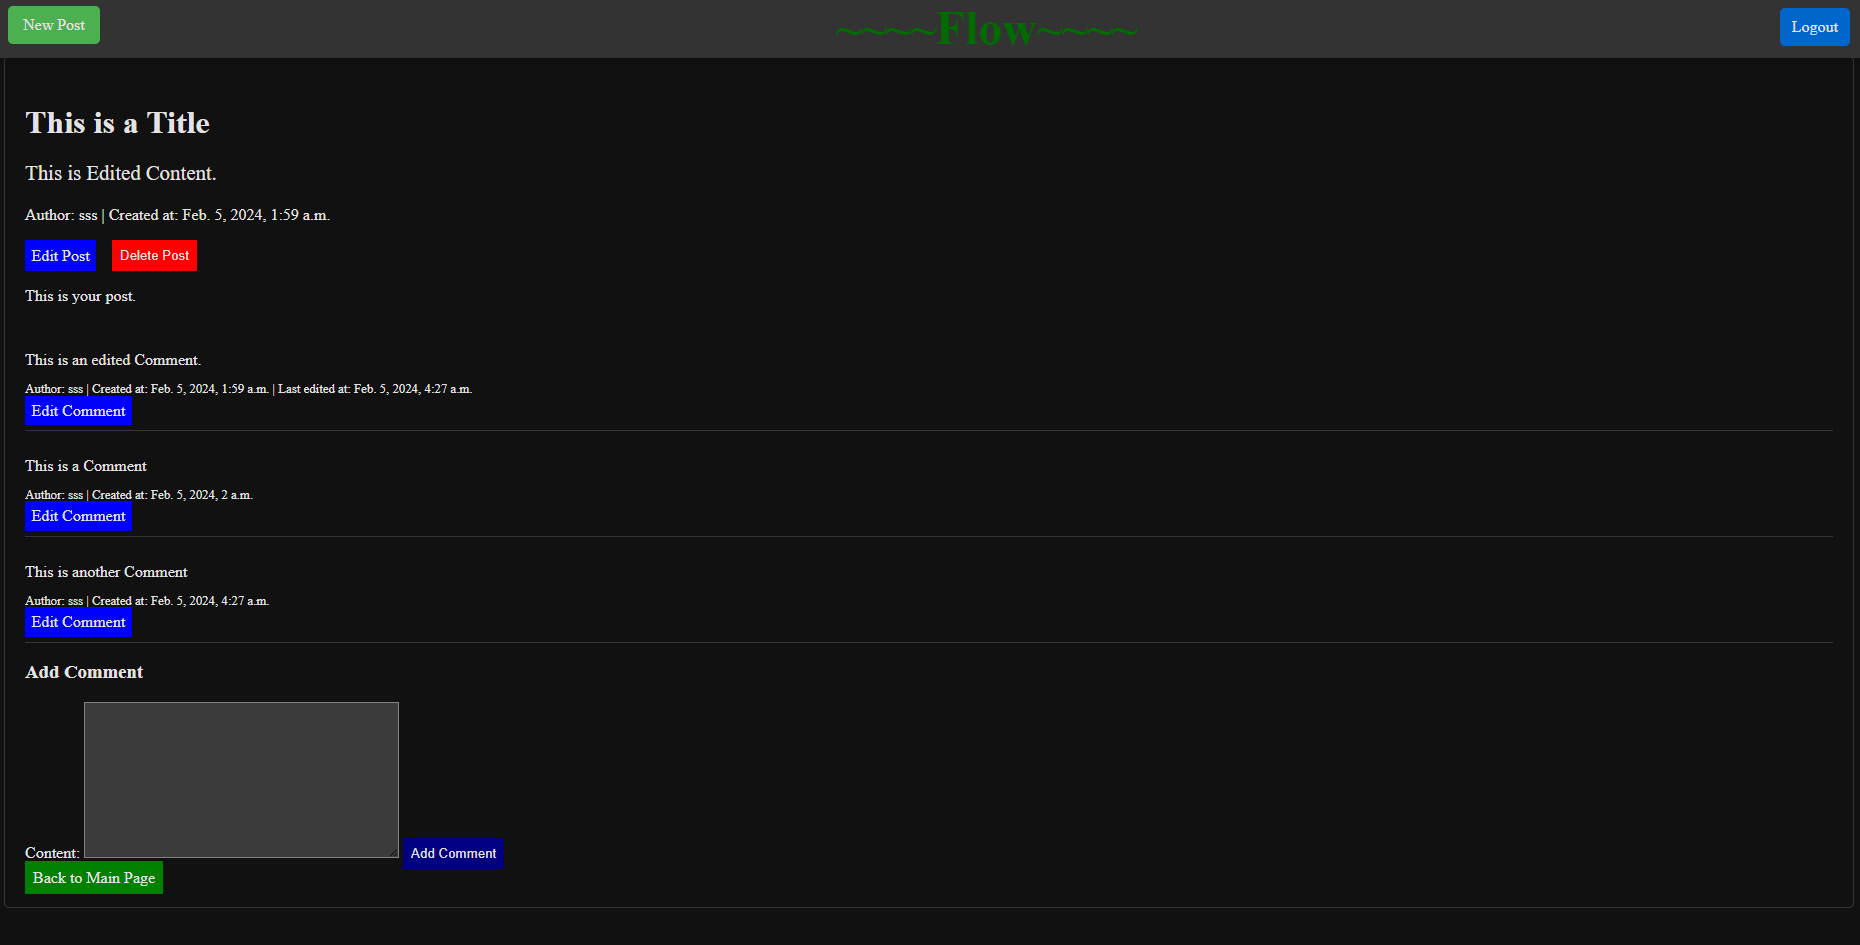 New Post
~~~~Flow~~~~
Logout
This is a Title
This is Edited Content.
Author: sss | Created at: Feb. 5, 2024, 1:59 a.m.
Edit Post
Delete Post
This is your post.
This is an edited Comment.
Author: sss | Created at: Feb. 5, 2024, 1:59 a.m. | Last edited at: Feb. 5, 2024, 4:27 a.m.
Edit Comment
This is a Comment
Author: sss | Created at: Feb. 5, 2024, 2 a.m.
Edit Comment
This is another Comment
Author: sss | Created at: Feb. 5, 2024, 4:27 a.m.
Edit Comment
Add Comment
Content:
Add Comment
Back to Main Page